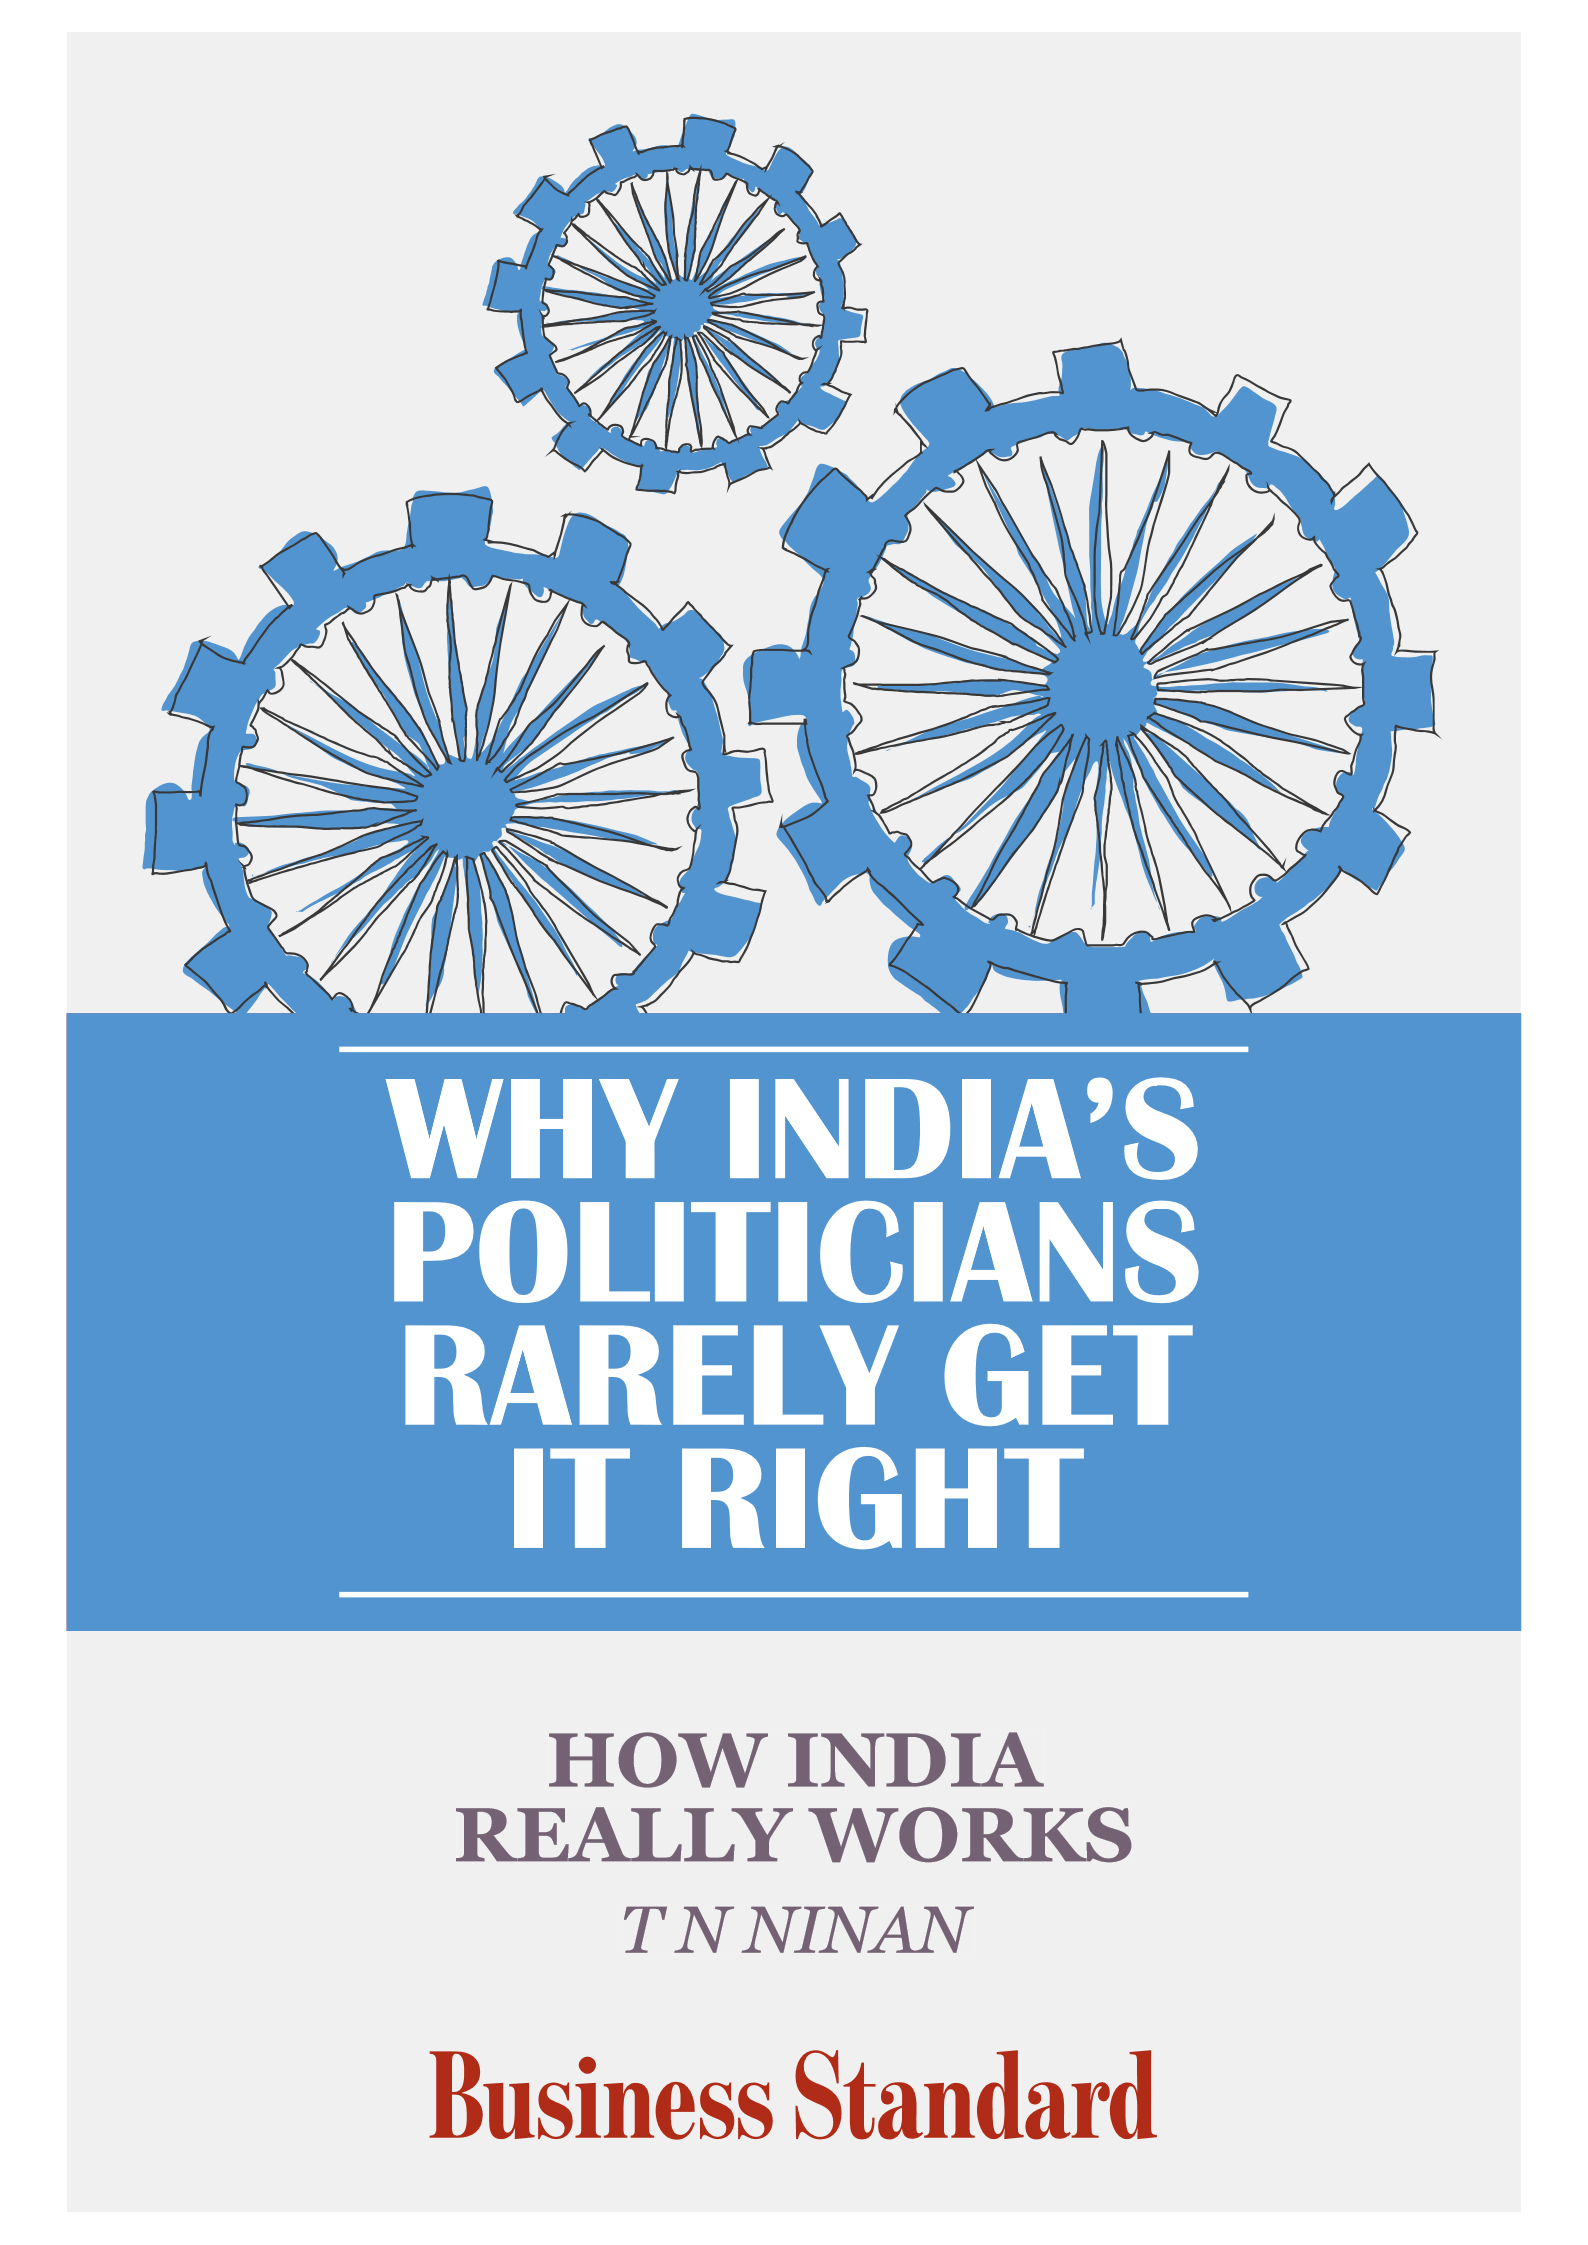 WHY INDIA’S
POLITICIANS
RARELY GET
IT RIGHT
HOW INDIA
REALLY WORKS
T N NINAN
Business Standard